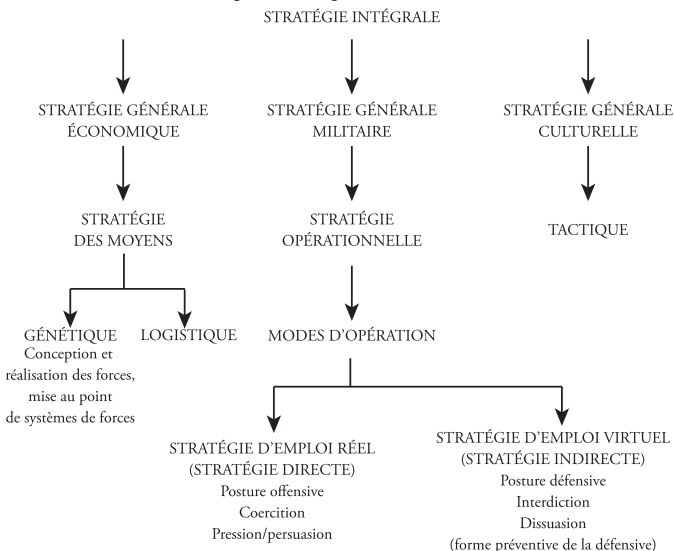 STRATÉGIE INTÉGRALE
STRATÉGIE GÉNÉRALE
ÉCONOMIQUE
STRATÉGIE GÉNÉRALE
MILITAIRE
STRATÉGIE GÉNÉRALE
CULTURELLE
STRATÉGIE
DES MOYENS
STRATÉGIE
OPÉRATIONNELLE
TACTIQUE
GÉNÉTIQUE
Conception et
réalisation des forces,
mise au point
de systèmes de forces
LOGISTIQUE
MODES D'OPÉRATION
STRATÉGIE D'EMPLOI RÉEL
(STRATÉGIE DIRECTE)
Posture offensive
Coercition
Pression/persuasion
STRATÉGIE D'EMPLOI VIRTUEL
(STRATÉGIE INDIRECTE)
Posture défensive
Interdiction
Dissuasion
(forme préventive de la défensive)